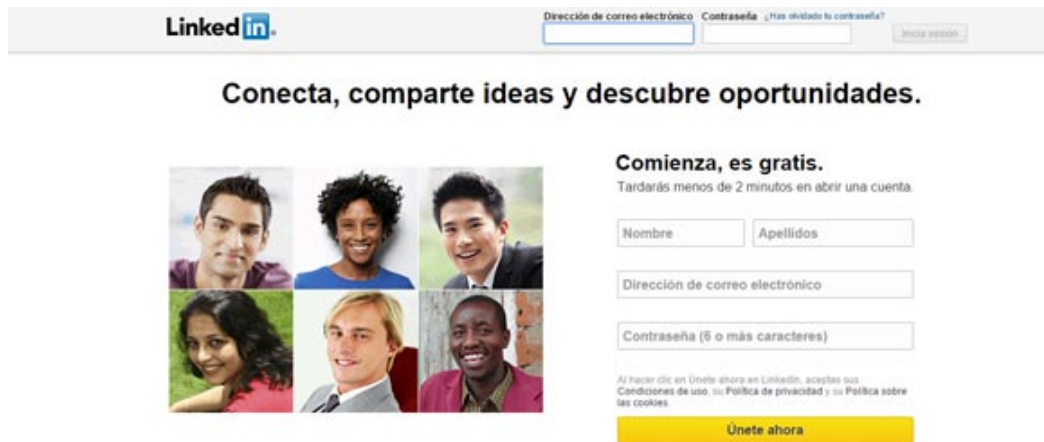 Linked in.
Dirección de correo electrónico Contraseña ¿Has olvidado tu contraseña?
Inicia sesión
Conecta, comparte ideas y descubre oportunidades.
Comienza, es gratis.
Tardarás menos de 2 minutos en abrir una cuenta.
Nombre Apellidos
Dirección de correo electrónico
Contraseña (6 o más caracteres)
Al hacer clic en Únete ahora en LinkedIn, aceptas sus
Condiciones de uso, su Política de privacidad y su Política sobre
las cookies.
Únete ahora